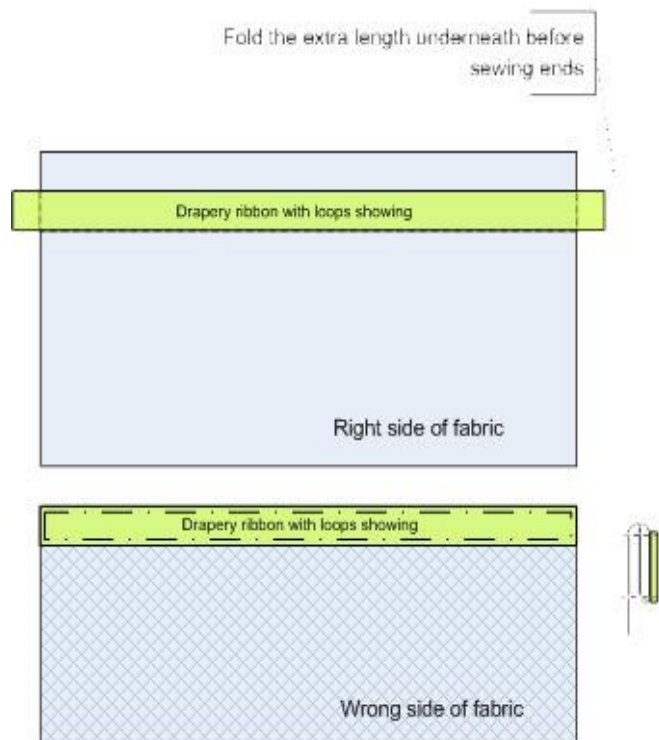 Fold the extra length underneath before
sewing ends
Drapery ribbon with loops showing
Right side of fabric
Drapery ribbon with loops showing
Wrong side of fabric